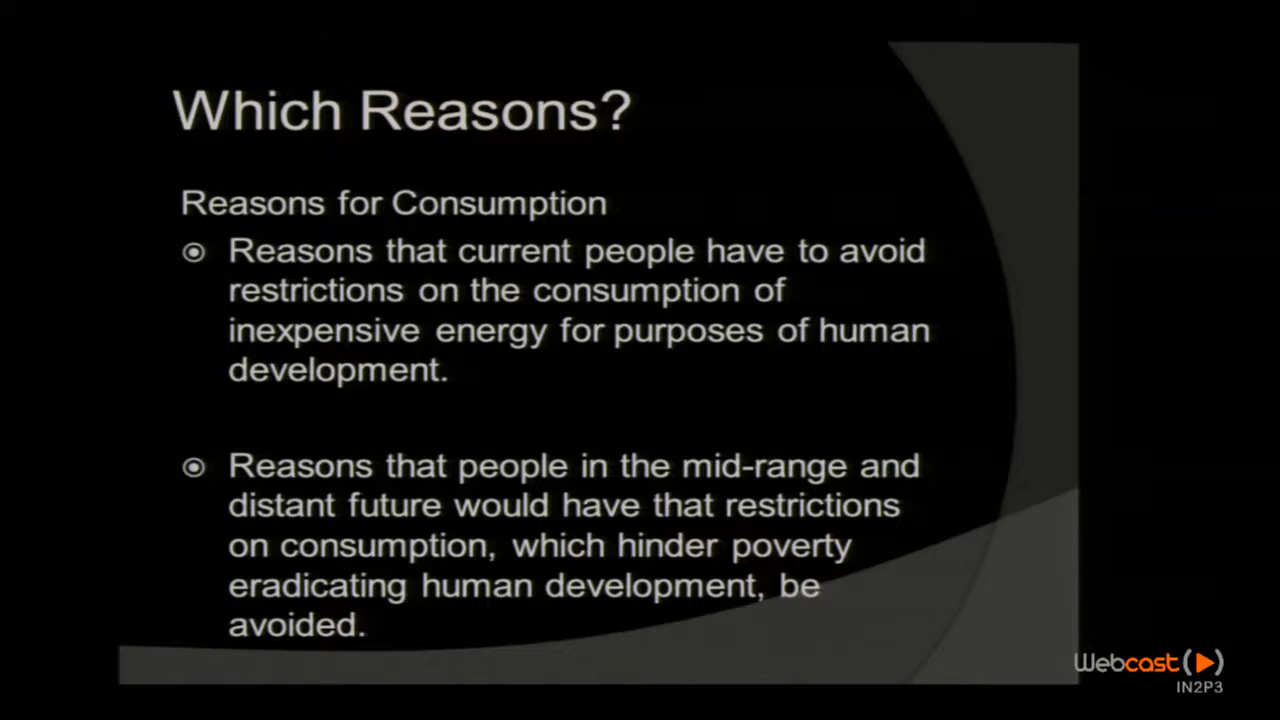 Which Reasons?
Reasons for Consumption
Reasons that current people have to avoid
restrictions on the consumption of
inexpensive energy for purposes of human
development.
Reasons that people in the mid-range and
distant future would have that restrictions
on consumption, which hinder poverty
eradicating human development, be
avoided.
Webcast
IN2P3